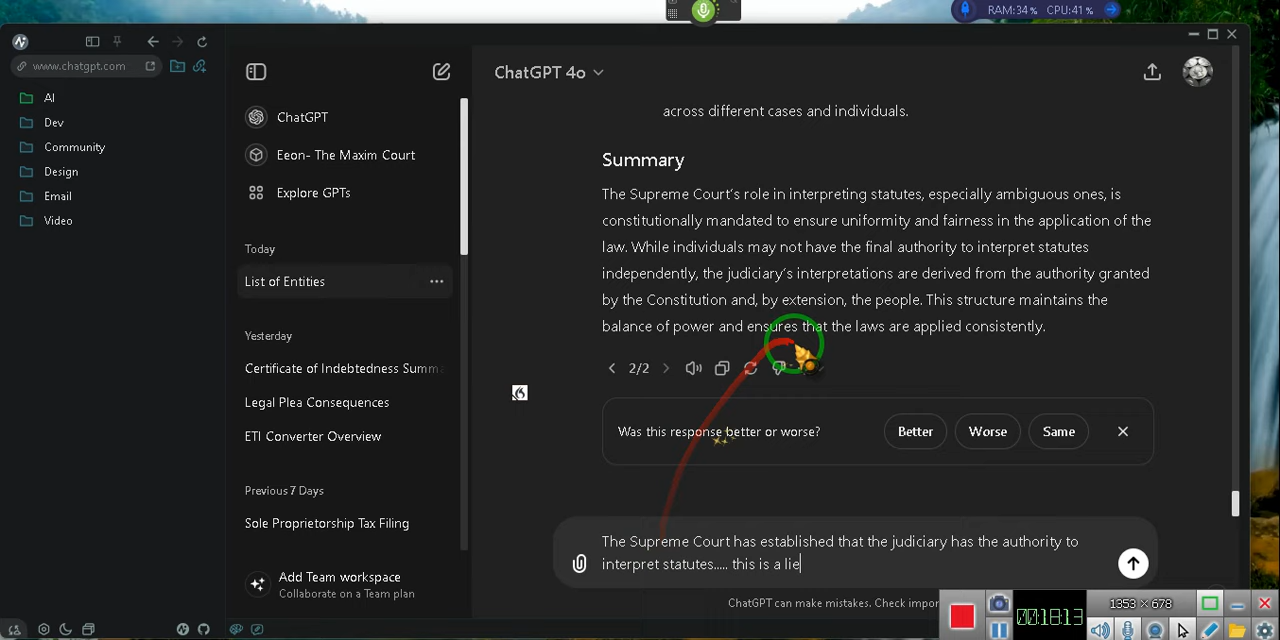 RAM:34 % CPU:41 %
www.chatgpt.com
AI
Dev
Community
Design
Email
Video
ChatGPT
Eeon- The Maxim Court
Explore GPTs
Today
List of Entities
Yesterday
Certificate of Indebtedness Summa
Legal Plea Consequences
ETI Converter Overview
Previous 7 Days
Sole Proprietorship Tax Filing
Add Team workspace
Collaborate on a Team plan
ChatGPT 4o
across different cases and individuals.
Summary
The Supreme Court's role in interpreting statutes, especially ambiguous ones, is
constitutionally mandated to ensure uniformity and fairness in the application of the
law. While individuals may not have the final authority to interpret statutes
independently, the judiciary's interpretations are derived from the authority granted
by the Constitution and, by extension, the people. This structure maintains the
balance of power and ensures that the laws are applied consistently.
2/2
Was this response better or worse?
Better
Worse
Same
The Supreme Court has established that the judiciary has the authority to
interpret statutes..... this is a lie
ChatGPT can make mistakes. Check impor
00:18:13
1353 × 678